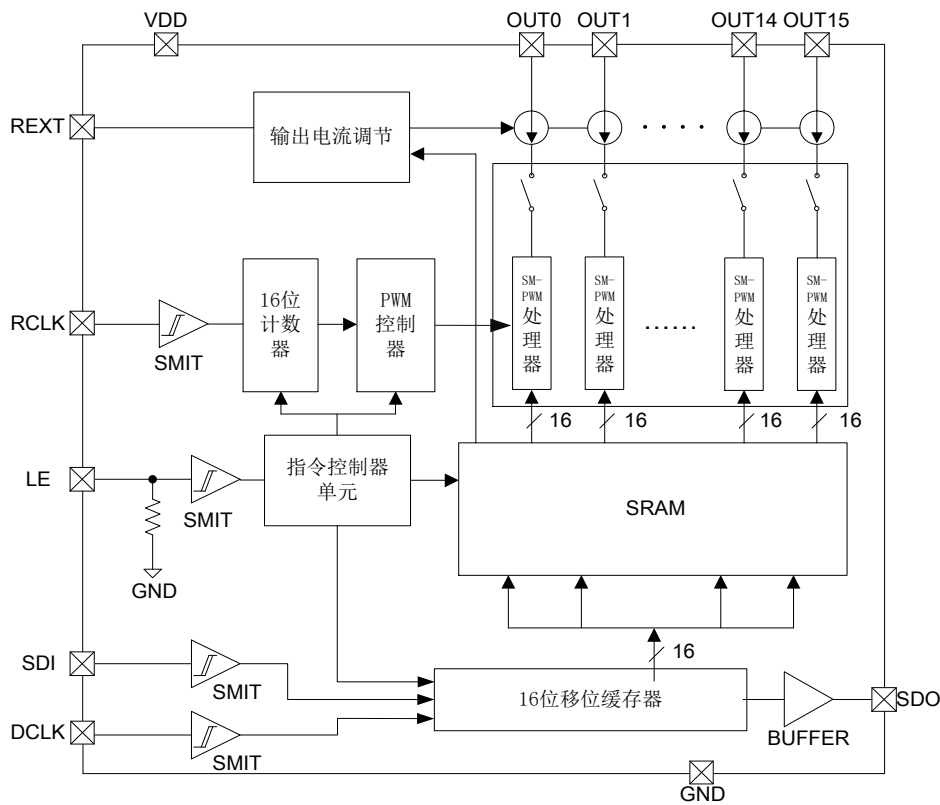 VDD
OUT0
OUT1
OUT14
OUT15
REXT
输出电流调节
. . . .
RCLK
SMIT
16位
计数
器
PWM
控制
器
SM-
PWM
处
理
器
SM-
PWM
处
理
器
......
SM-
PWM
处
理
器
SM-
PWM
处
理
器
16
16
16
16
LE
SMIT
指令控制器
单元
SRAM
GND
SDI
SMIT
16
16位移位缓存器
SDO
DCLK
SMIT
BUFFER
GND